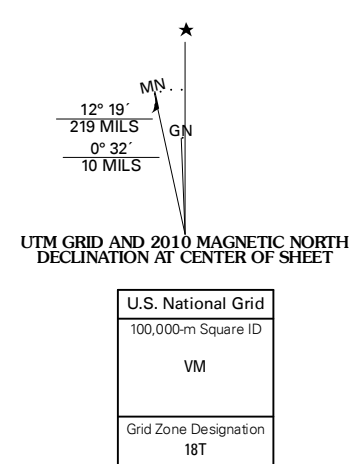 MN
12° 19´
219 MILS
GN
0° 32´
10 MILS
UTM GRID AND 2010 MAGNETIC NORTH
DECLINATION AT CENTER OF SHEET
U.S. National Grid
100,000-m Square ID
VM
Grid Zone Designation
18T